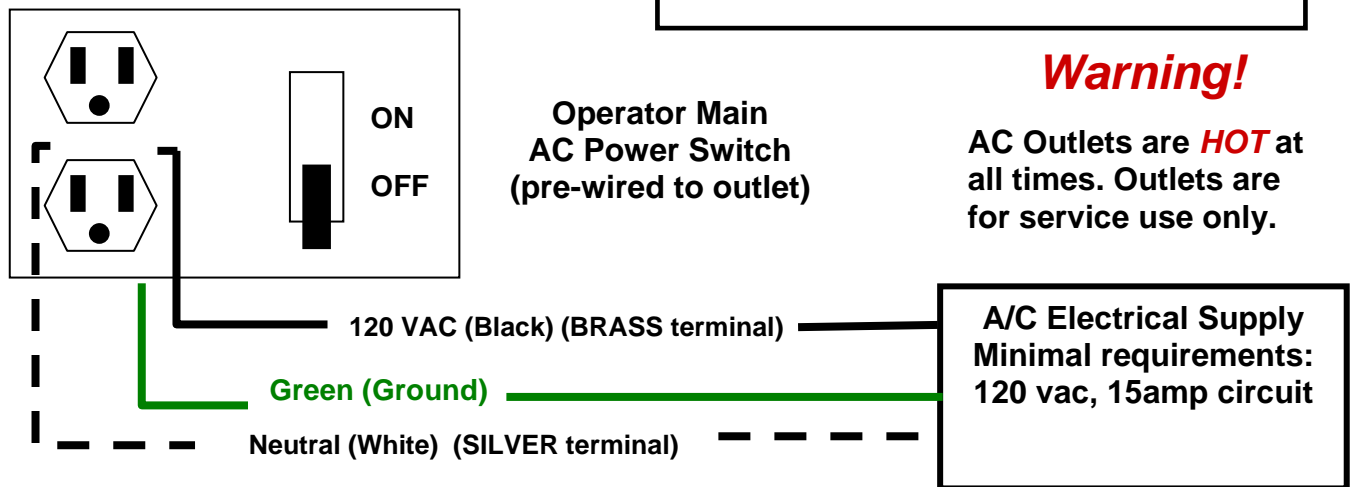 Warning!
ON
OFF
Operator Main
AC Power Switch
(pre-wired to outlet)
AC Outlets are HOT at
all times. Outlets are
for service use only.
120 VAC (Black) (BRASS terminal)
Green (Ground)
Neutral (White) (SILVER terminal)
A/C Electrical Supply
Minimal requirements:
120 vac, 15amp circuit